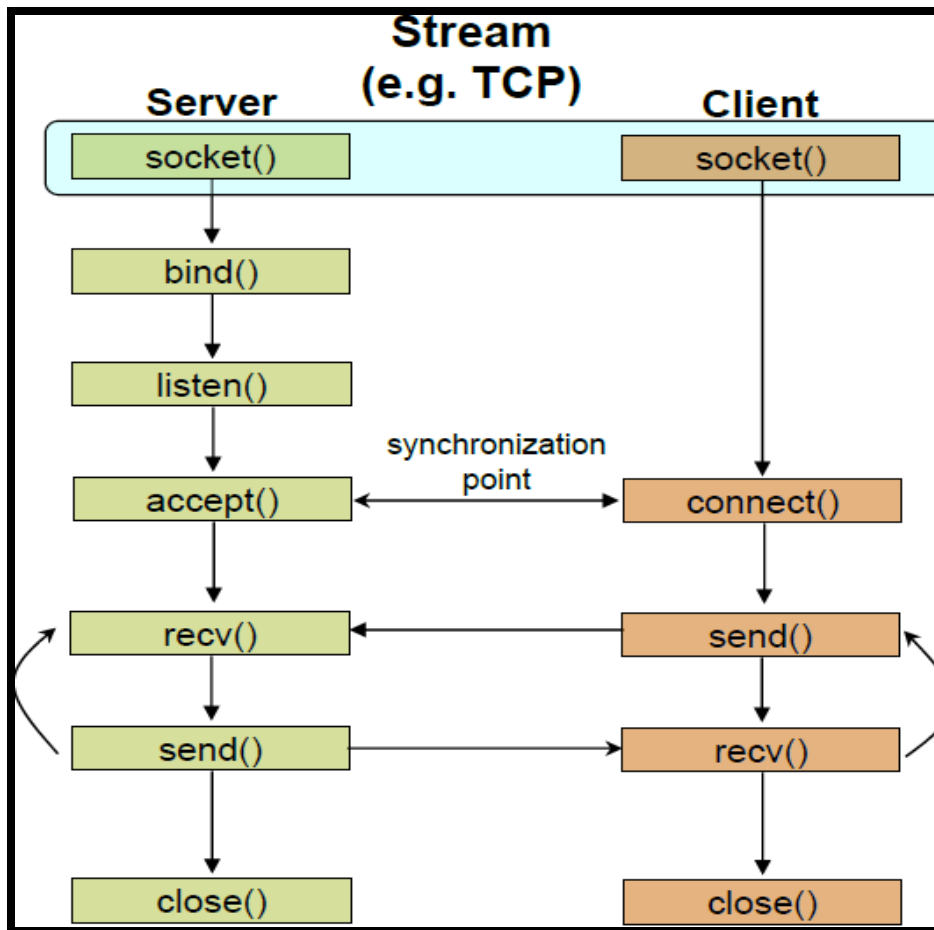 Stream
(e.g. TCP)
Server
Client
socket()
socket()
bind()
listen()
synchronization
point
accept()
connect()
recv()
send()
send()
recv()
close()
close()